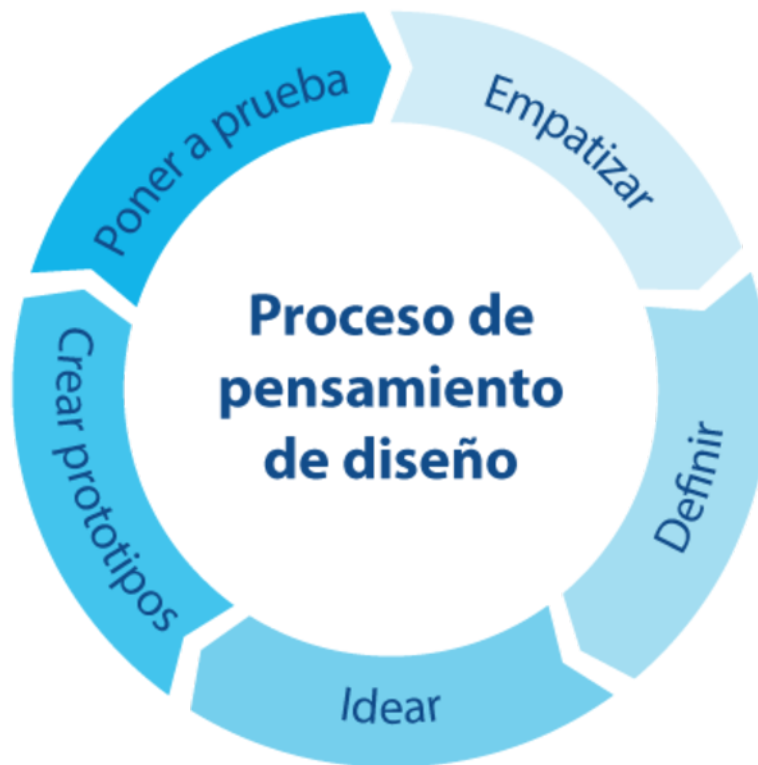 Proceso de
pensamiento
de diseño
Empatizar
Definir
Idear
Crear prototipos
Poner a prueba